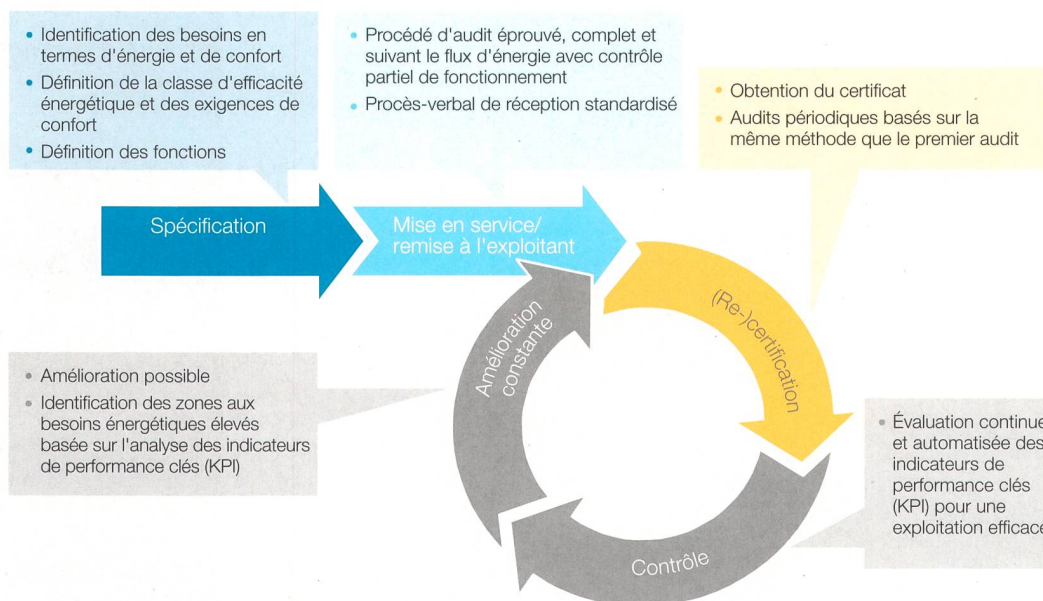 • Identification des besoins en
termes d'énergie et de confort
• Définition de la classe d'efficacité
énergétique et des exigences de
confort
• Définition des fonctions
• Procédé d'audit éprouvé, complet et
suivant le flux d'énergie avec contrôle
partiel de fonctionnement
• Procès-verbal de réception standardisé
• Obtention du certificat
• Audits périodiques basés sur la
même méthode que le premier audit
Spécification
Mise en service/
remise à l'exploitant
(Re-)certification
Amélioration
constante
• Amélioration possible
• Identification des zones aux
besoins énergétiques élevés
basée sur l'analyse des indicateurs
de performance clés (KPI)
• Évaluation continue
et automatisée des
indicateurs de
performance clés
(KPI) pour une
exploitation efficace
Contrôle